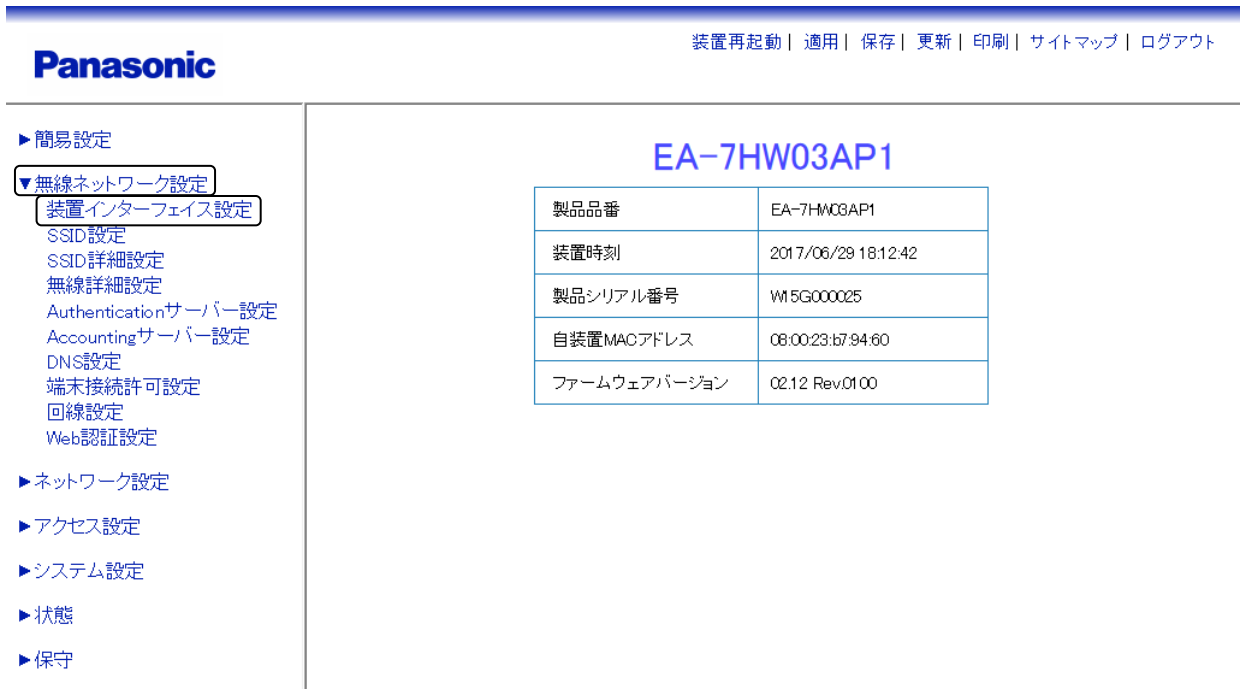 Panasonic
装置再起動| 適用| 保存| 更新| 印刷| サイトマップ| ログアウト
►簡易設定
▼無線ネットワーク設定
装置インターフェイス設定
SSID設定
SSID詳細設定
無線詳細設定
Authenticationサーバー設定
Accountingサーバー設定
DNS設定
端末接続許可設定
回線設定
Web認証設定
►ネットワーク設定
►アクセス設定
►システム設定
►状態
►保守
EA-7HW03AP1
製品品番 EA-7HW03AP1
装置時刻 2017/06/29 18:12:42
製品シリアル番号 W15G000025
自装置MACアドレス 08:00:23:b7:94:60
ファームウェアバージョン 02.12 Rev.0100